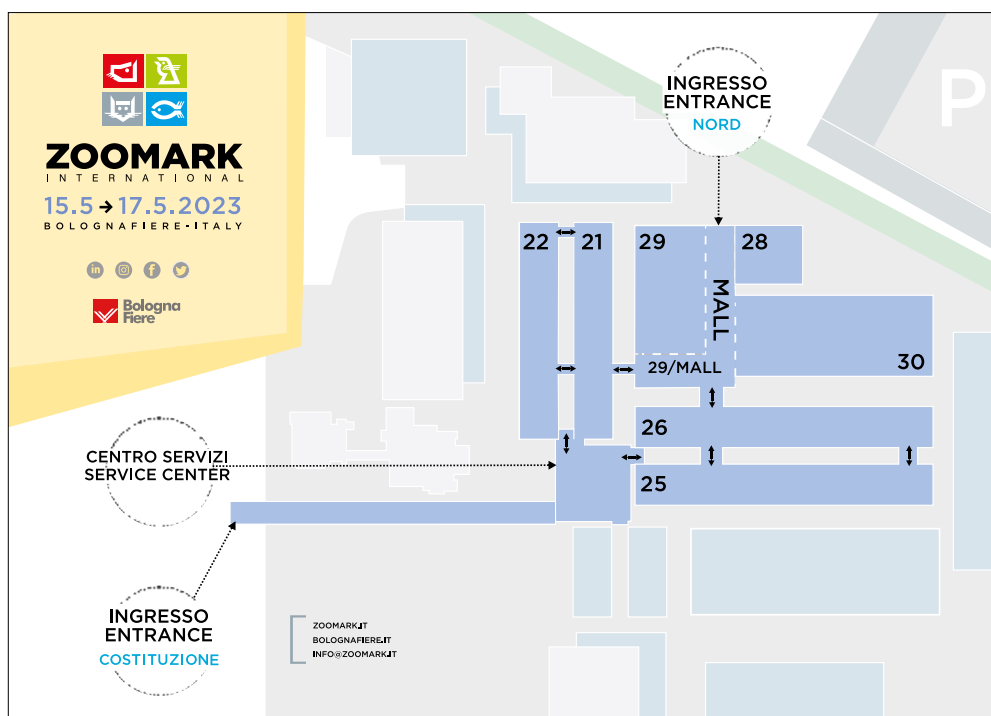 ZOOMARK
INTERNATIONAL
15.5 → 17.5.2023
BOLOGNAFIERE-ITALY
in
f
Bologna
Fiere
INGRESSO
ENTRANCE
NORD
P
22
21
29
28
MALL
29/MALL
30
26
25
CENTRO SERVIZI
SERVICE CENTER
INGRESSO
ENTRANCE
COSTITUZIONE
ZOOMARK.IT
BOLOGNAFIERE.IT
INFO@ZOOMARK.IT